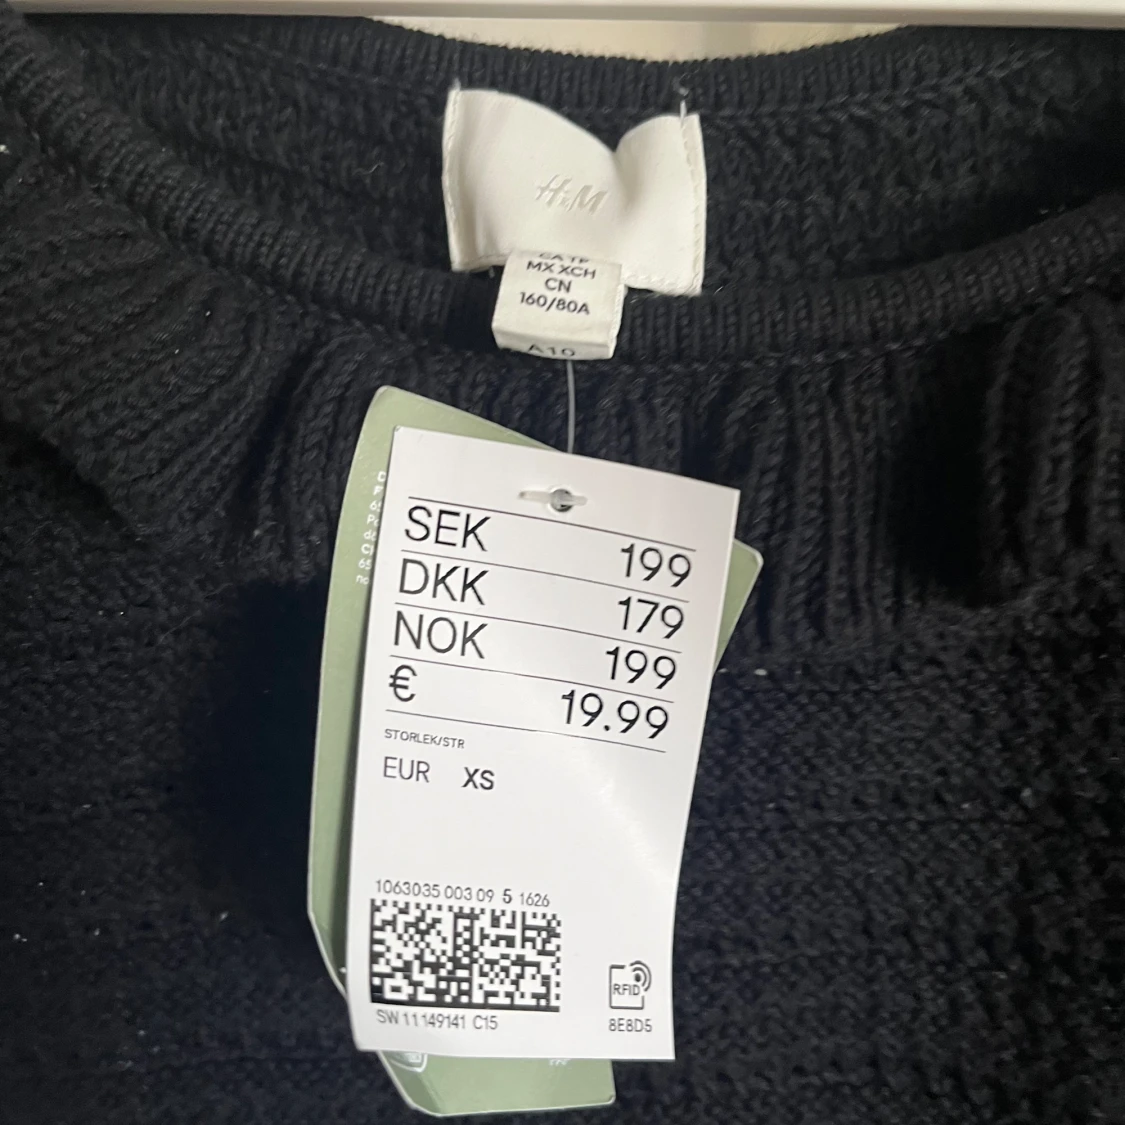 H&M
MX XCH
CN
160/80A
A10
SEK 199
DKK 179
NOK 199
€ 19.99
STORLEK/STR
EUR XS
1063035 003 09 5 1626
SW 11149141 C15
RFID
8E8D5